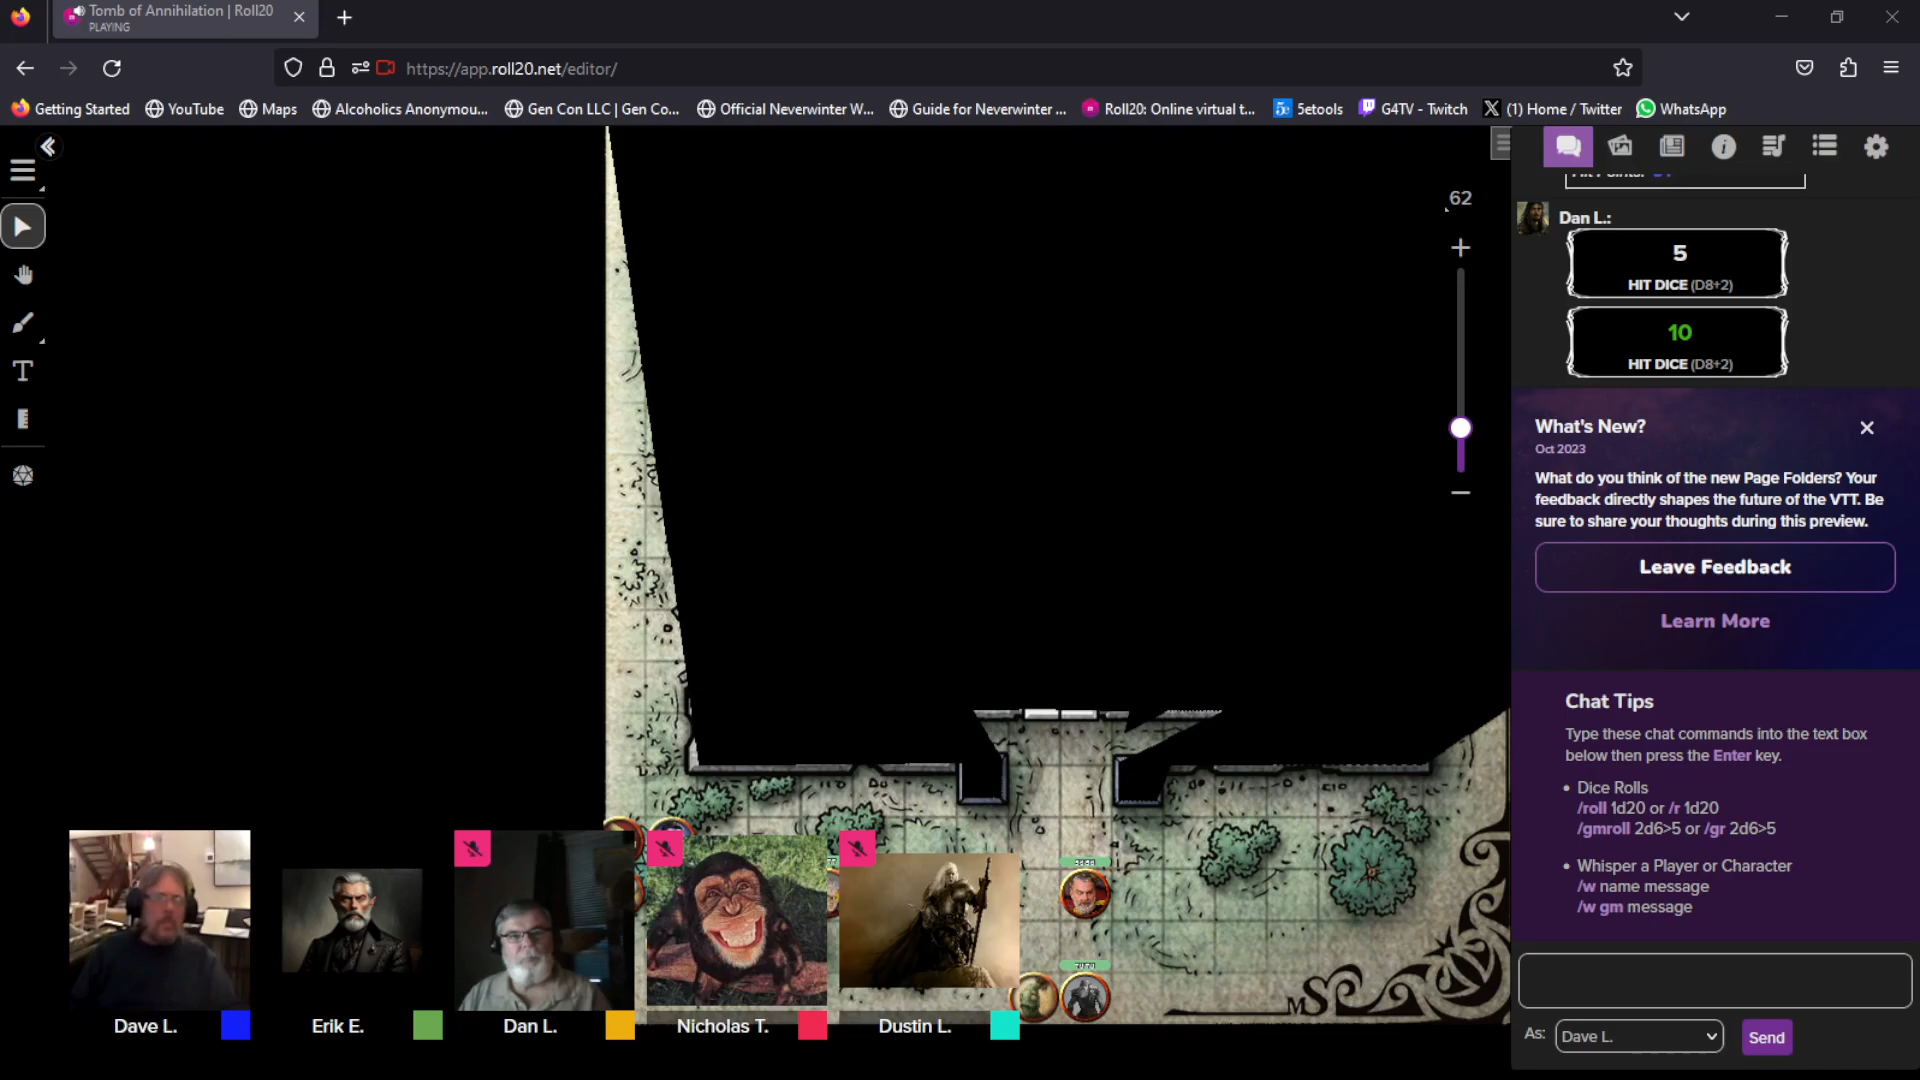 Tomb of Annihilation | Roll20
PLAYING
https://app.roll20.net/editor/
Getting Started
YouTube
Maps
Alcoholics Anonymou...
Gen Con LLC | Gen Co...
Official Neverwinter W...
Guide for Neverwinter ...
Roll20: Online virtual t...
5etools
G4TV - Twitch
(1) Home / Twitter
WhatsApp
62
Dan L.:
5
HIT DICE (D8+2)
10
HIT DICE (D8+2)
What's New?
Oct 2023
What do you think of the new Page Folders? Your
feedback directly shapes the future of the VTT. Be
sure to share your thoughts during this preview.
Leave Feedback
Learn More
Chat Tips
Type these chat commands into the text box
below then press the Enter key.
• Dice Rolls
/roll 1d20 or /r 1d20
/gmroll 2d6>5 or /gr 2d6>5
• Whisper a Player or Character
/w name message
/w gm message
As:
Dave L.
Send
Dave L.
Erik E.
Dan L.
Nicholas T.
Dustin L.
MS